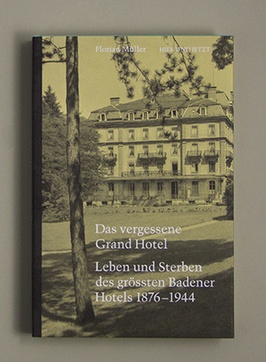 Florian Müller HIER UND JETZT
Das vergessene
Grand Hotel
Leben und Sterben
des grössten Badener
Hotels 1876–1944